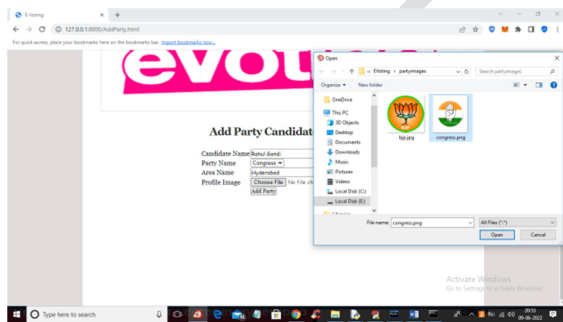 E-Voting
127.0.0.1:8000/AddParty.html
For quick access, place your bookmarks here on the bookmarks bar. Import bookmarks now...
evoti
Add Party Candidat
Candidate Name Rahul Gandi
Party Name Congress
Area Name Hyderabad
Profile Image Choose File No file ch
Add Party
Open
Evoting > partyimages
Search partyimages
Organize New folder
OneDrive
This PC
3D Objects
Desktop
Documents
Downloads
Music
Pictures
Videos
Local Disk (C:)
Local Disk (E:)
bjp.jpg
congress.png
File name: congress.png
All Files (*.*)
Open Cancel
Activate Windows
Go to Settings to activate Windows.
Type here to search
20:53
09-06-2022